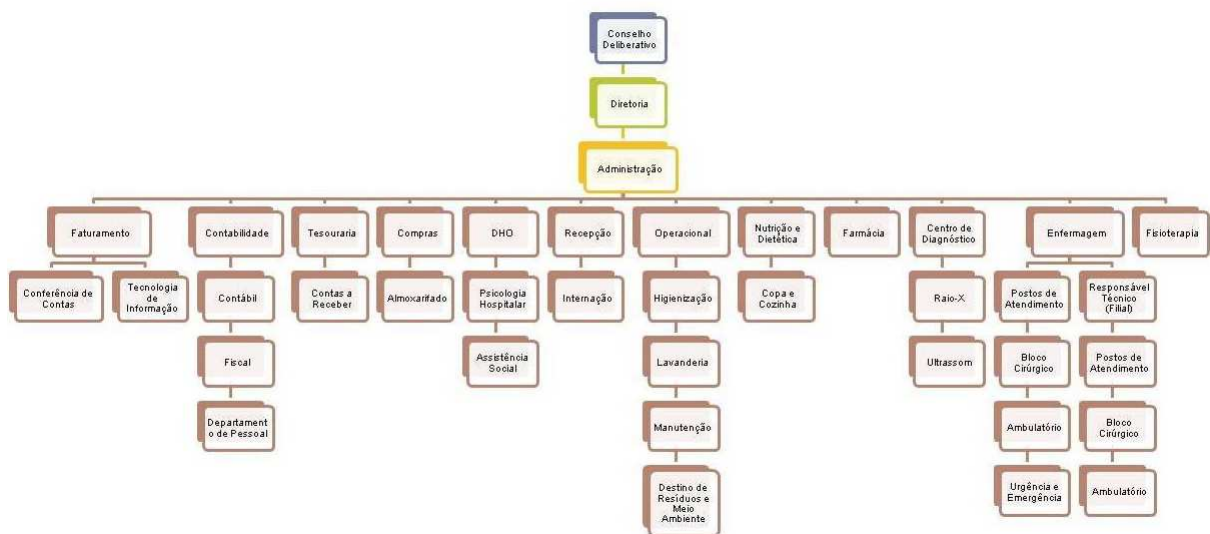 Conselho
Deliberativo
Diretoria
Administração
Faturamento
Contabilidade
Tesouraria
Compras
DHO
Recepção
Operacional
Nutrição e
Dietética
Farmácia
Centro de
Diagnóstico
Enfermagem
Fisioterapia
Conferência de
Contas
Tecnologia
de
Informação
Contábil
Contas a
Receber
Almoxarifado
Psicologia
Hospitalar
Internação
Higienização
Copa e
Cozinha
Raio-X
Postos de
Atendimento
Responsável
Técnico
(Filial)
Fiscal
Assistência
Social
Lavanderia
Ultrassom
Bloco
Cirúrgico
Postos de
Atendimento
Departament
o de Pessoal
Manutenção
Ambulatório
Bloco
Cirúrgico
Destino de
Resíduos e
Meio
Ambiente
Urgência e
Emergência
Ambulatório